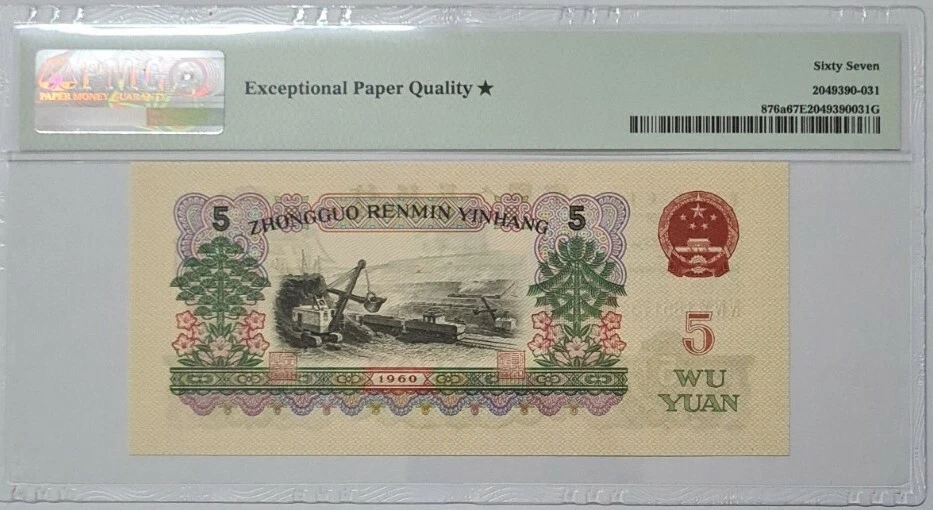 PMG
PAPER MONEY GUARANTY
Exceptional Paper Quality ★
Sixty Seven
2049390-031
876a67E2049390031G
5
ZHONGGUO RENMIN YINHANG
5
5
1960
WU
YUAN